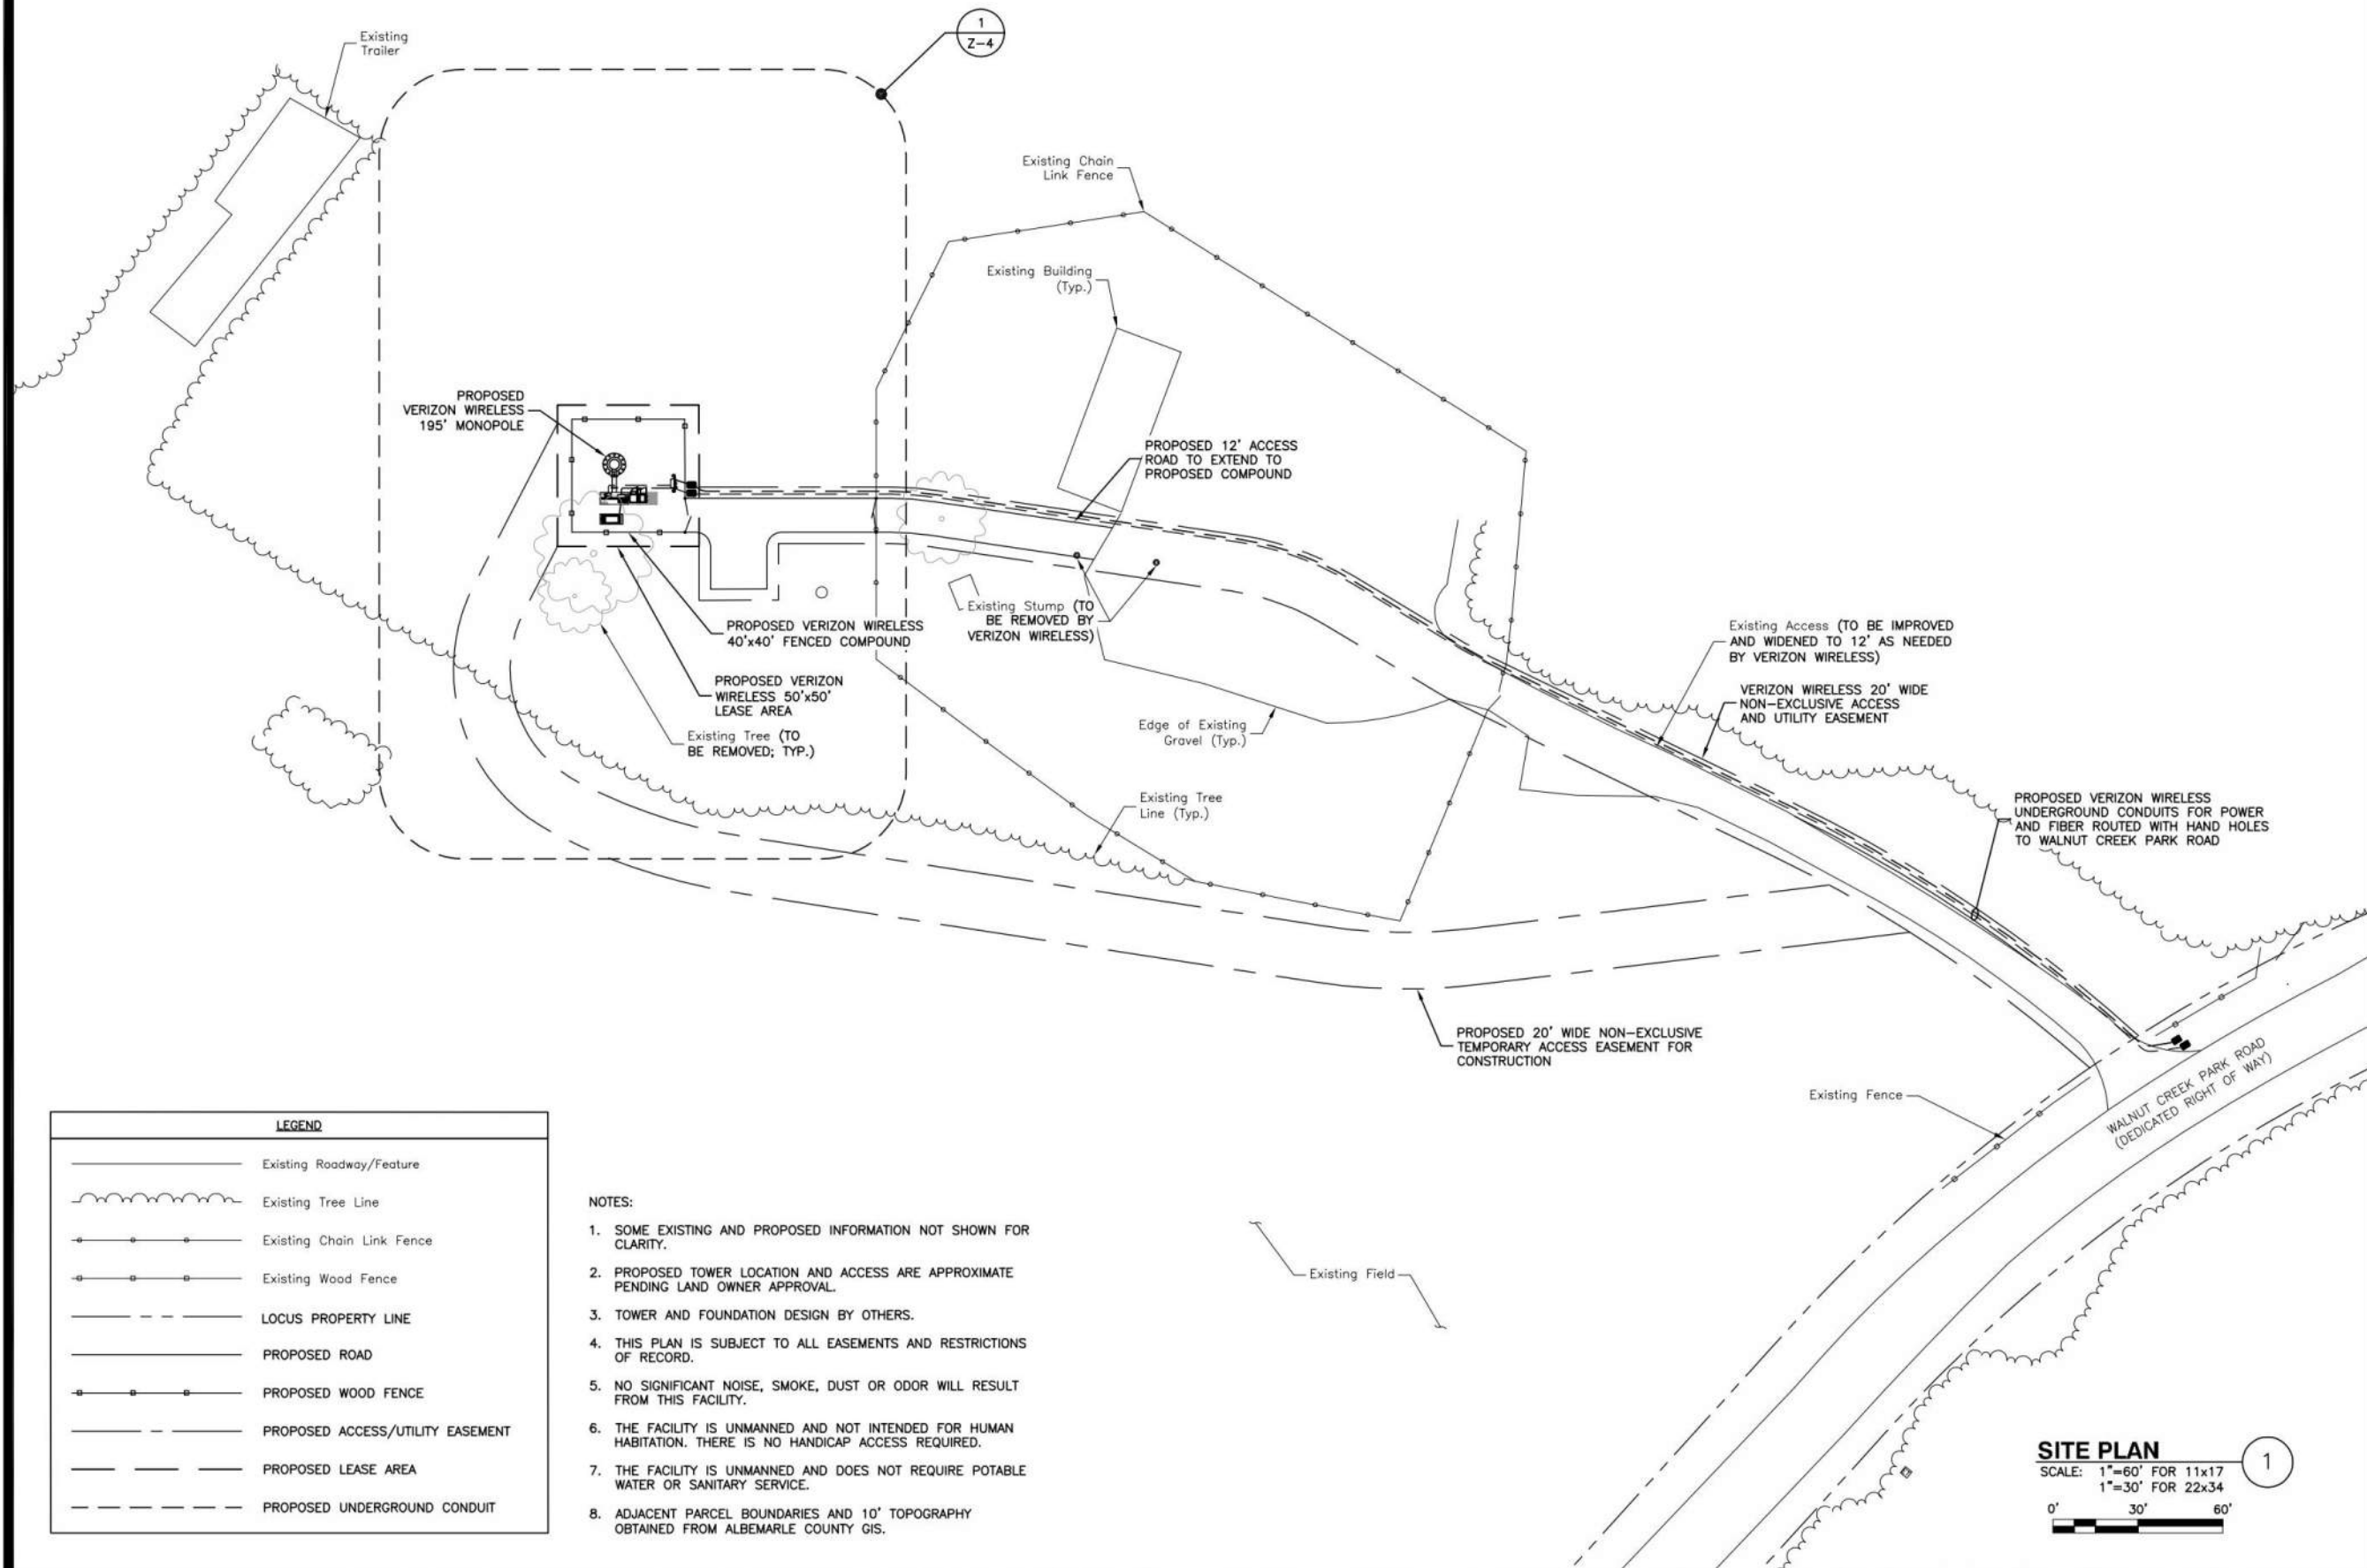 1
Z-4
Existing
Trailer
Existing Chain
Link Fence
Existing Building
(Typ.)
PROPOSED
VERIZON WIRELESS
195' MONOPOLE
PROPOSED 12' ACCESS
ROAD TO EXTEND TO
PROPOSED COMPOUND
Existing Stump (TO
BE REMOVED BY
VERIZON WIRELESS)
PROPOSED VERIZON WIRELESS
40'x40' FENCED COMPOUND
PROPOSED VERIZON
WIRELESS 50'x50'
LEASE AREA
Existing Tree (TO
BE REMOVED; TYP.)
Edge of Existing
Gravel (Typ.)
Existing Tree
Line (Typ.)
Existing Access (TO BE IMPROVED
AND WIDENED TO 12' AS NEEDED
BY VERIZON WIRELESS)
VERIZON WIRELESS 20' WIDE
NON-EXCLUSIVE ACCESS
AND UTILITY EASEMENT
PROPOSED VERIZON WIRELESS
UNDERGROUND CONDUITS FOR POWER
AND FIBER ROUTED WITH HAND HOLES
TO WALNUT CREEK PARK ROAD
PROPOSED 20' WIDE NON-EXCLUSIVE
TEMPORARY ACCESS EASEMENT FOR
CONSTRUCTION
Existing Fence
WALNUT CREEK PARK ROAD
(DEDICATED RIGHT OF WAY)
Existing Field
LEGEND
Existing Roadway/Feature
Existing Tree Line
Existing Chain Link Fence
Existing Wood Fence
LOCUS PROPERTY LINE
PROPOSED ROAD
PROPOSED WOOD FENCE
PROPOSED ACCESS/UTILITY EASEMENT
PROPOSED LEASE AREA
PROPOSED UNDERGROUND CONDUIT
NOTES:
1. SOME EXISTING AND PROPOSED INFORMATION NOT SHOWN FOR
CLARITY.
2. PROPOSED TOWER LOCATION AND ACCESS ARE APPROXIMATE
PENDING LAND OWNER APPROVAL.
3. TOWER AND FOUNDATION DESIGN BY OTHERS.
4. THIS PLAN IS SUBJECT TO ALL EASEMENTS AND RESTRICTIONS
OF RECORD.
5. NO SIGNIFICANT NOISE, SMOKE, DUST OR ODOR WILL RESULT
FROM THIS FACILITY.
6. THE FACILITY IS UNMANNED AND NOT INTENDED FOR HUMAN
HABITATION. THERE IS NO HANDICAP ACCESS REQUIRED.
7. THE FACILITY IS UNMANNED AND DOES NOT REQUIRE POTABLE
WATER OR SANITARY SERVICE.
8. ADJACENT PARCEL BOUNDARIES AND 10' TOPOGRAPHY
OBTAINED FROM ALBEMARLE COUNTY GIS.
SITE PLAN
1
SCALE: 1"=60' FOR 11x17
1"=30' FOR 22x34
0' 30' 60'